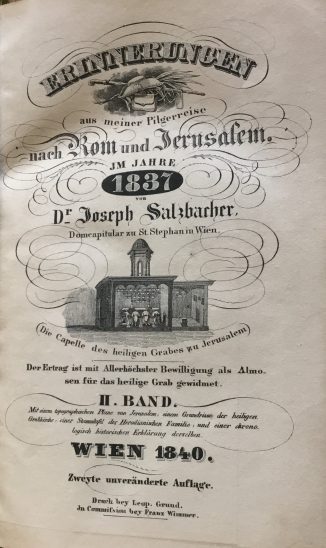 ERINNERUNGEN
aus meiner Pilgerreise
nach Rom und Jerusalem.
JM JAHRE
1837
von
Dr Joseph Salzbacher,
Domcapitular zu St. Stephan in Wien.
(Die Capelle des heiligen Grabes zu Jerusalem)
Der Ertrag ist mit Allerhöchster Bewilligung als Almo-
sen für das heilige Grab gewidmet.
II. BAND.
Mit einem topographischen Plane von Jerusalem, einem Grundrisse der heiligen
Grabkirche, einer Stammtafel der Herodianischen Familie, und einer chrono-
logisch historischen Erklärung derselben.
WIEN 1840.
Zweyte unveränderte Auflage.
Druck bey Leop. Grund.
Jn Commission bey Franz Wimmer.